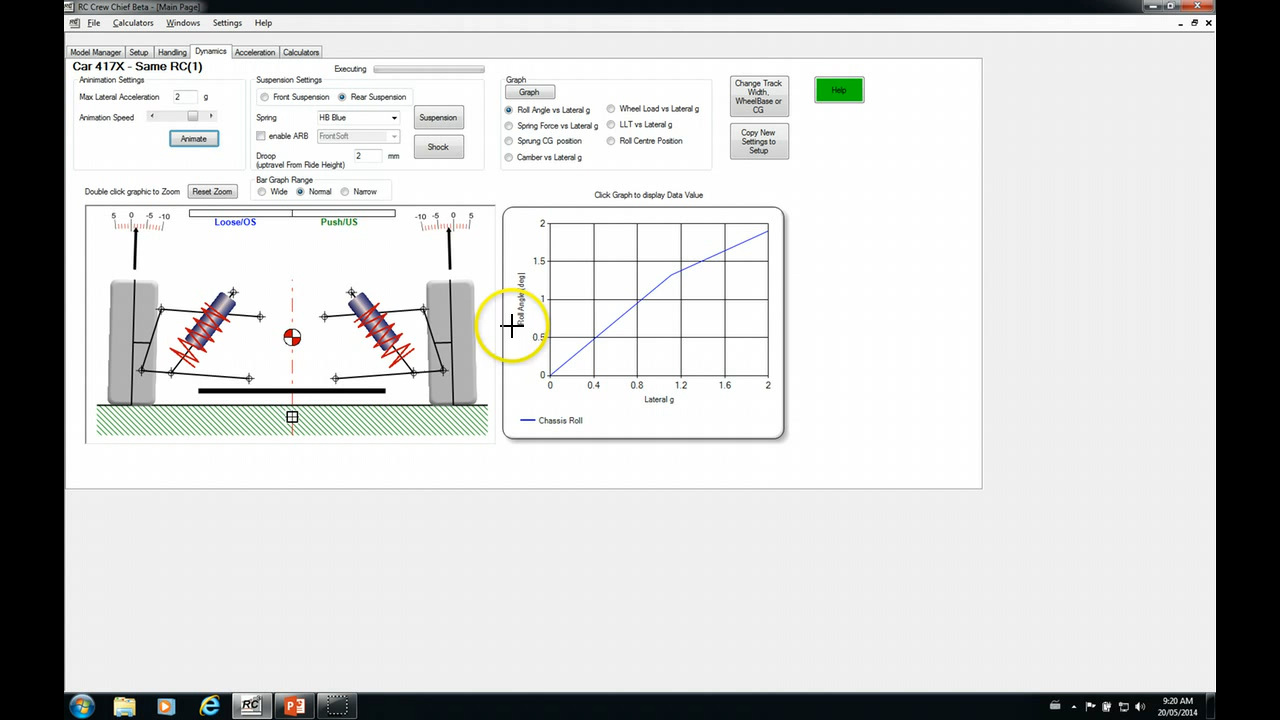 RC Crew Chief Beta - [Main Page]
File Calculators Windows Settings Help
Model Manager Setup Handling Dynamics Acceleration Calculators
Car 417X - Same RC(1)
Executing
Aninimation Settings
Max Lateral Acceleration 2 g
Animation Speed
Animate
Suspension Settings
Front Suspension Rear Suspension
Spring HB Blue
enable ARB FrontSoft
Droop 2 mm
(uptravel From Ride Height)
Suspension
Shock
Graph
Graph
Roll Angle vs Lateral g Wheel Load vs Lateral g
Spring Force vs Lateral g LLT vs Lateral g
Sprung CG position Roll Centre Position
Camber vs Lateral g
Change Track
Width,
WheelBase or
CG
Copy New
Settings to
Setup
Help
Double click graphic to Zoom Reset Zoom
Bar Graph Range
Wide Normal Narrow
Click Graph to display Data Value
5 0 -5 -10
Loose/OS Push/US
-10 -5 0 5
2
1.5
1
0.5
0
Roll Angle (deg)
0 0.4 0.8 1.2 1.6 2
Lateral g
Chassis Roll
RC
9:20 AM
20/05/2014